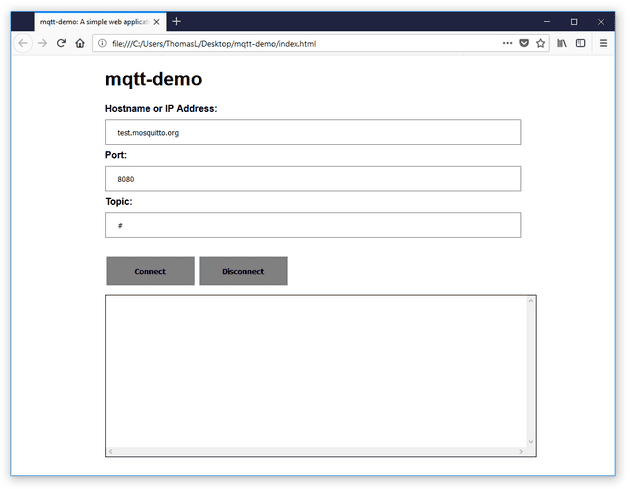 mqtt-demo: A simple web applicat
file:///C:/Users/ThomasL/Desktop/mqtt-demo/index.html
mqtt-demo
Hostname or IP Address:
test.mosquitto.org
Port:
8080
Topic:
#
Connect Disconnect